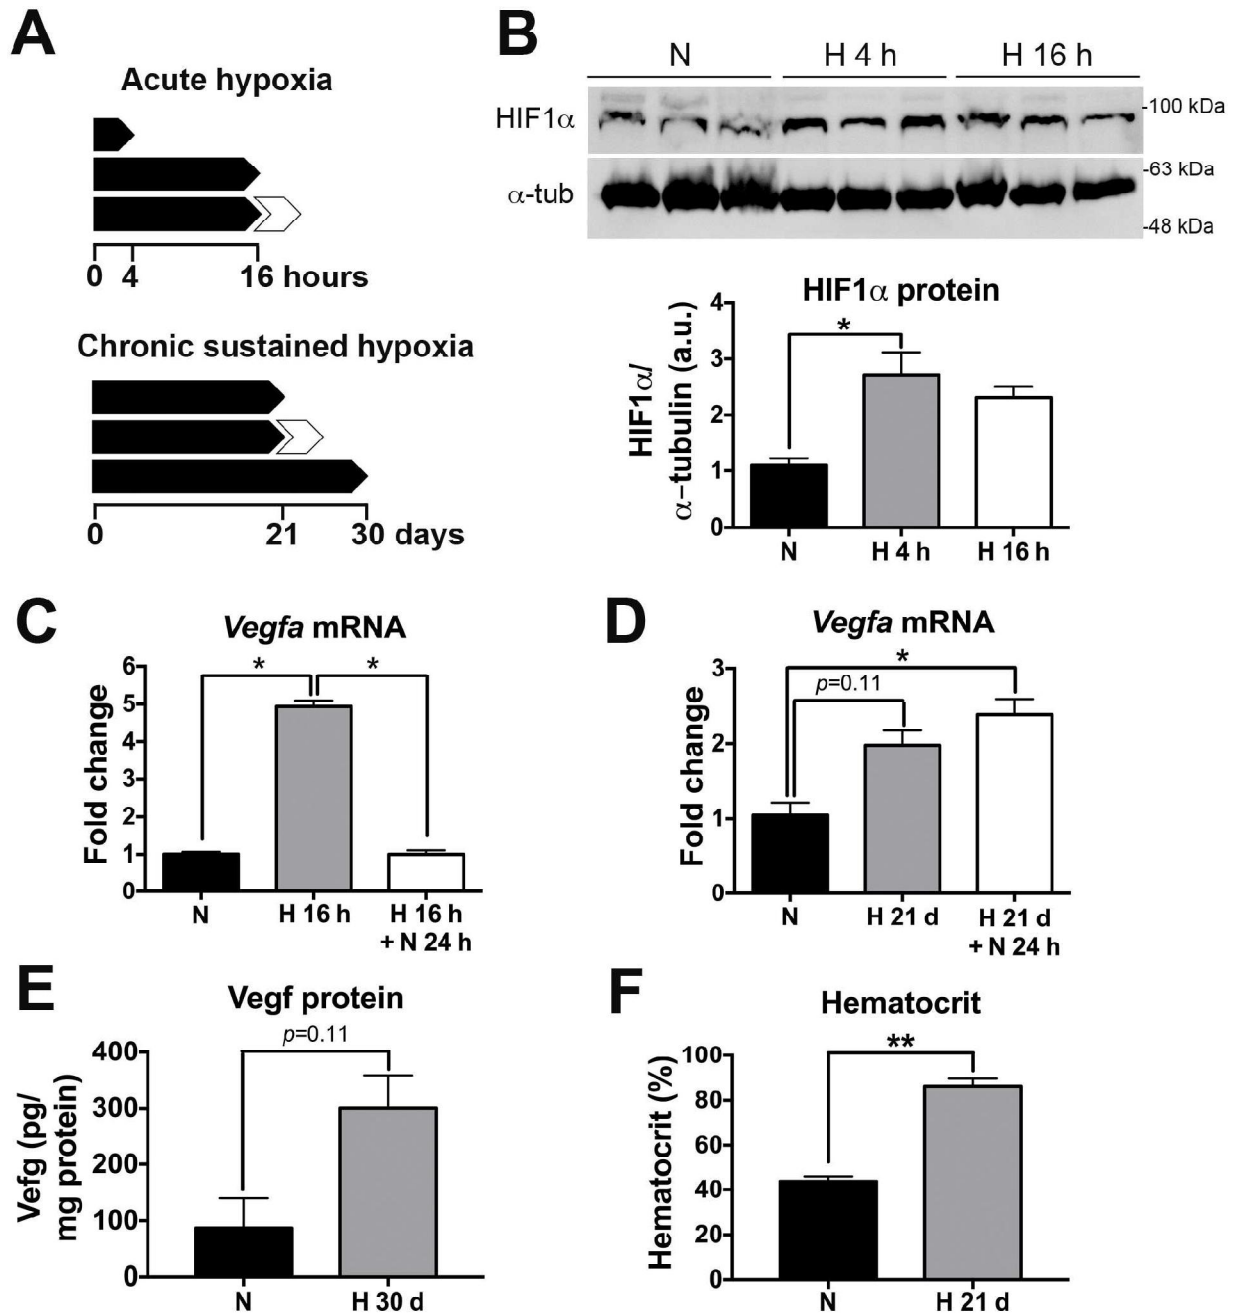 A
Acute hypoxia
0 4 16 hours
Chronic sustained hypoxia
0 21 30 days
B
N H 4 h H 16 h
HIF1α
-100 kDa
α-tub
-63 kDa
-48 kDa
HIF1α protein
HIF1α/
α-tubulin (a.u.)
4
3
2
1
0
*
N H 4 h H 16 h
C
Vegfa mRNA
Fold change
6
5
4
3
2
1
0
* *
N H 16 h H 16 h
+ N 24 h
D
Vegfa mRNA
Fold change
3
2
1
0
*
p=0.11
N H 21 d H 21 d
+ N 24 h
E
Vegf protein
Vefg (pg/
mg protein)
400
300
200
100
0
p=0.11
N H 30 d
F
Hematocrit
Hematocrit (%)
100
80
60
40
20
0
**
N H 21 d